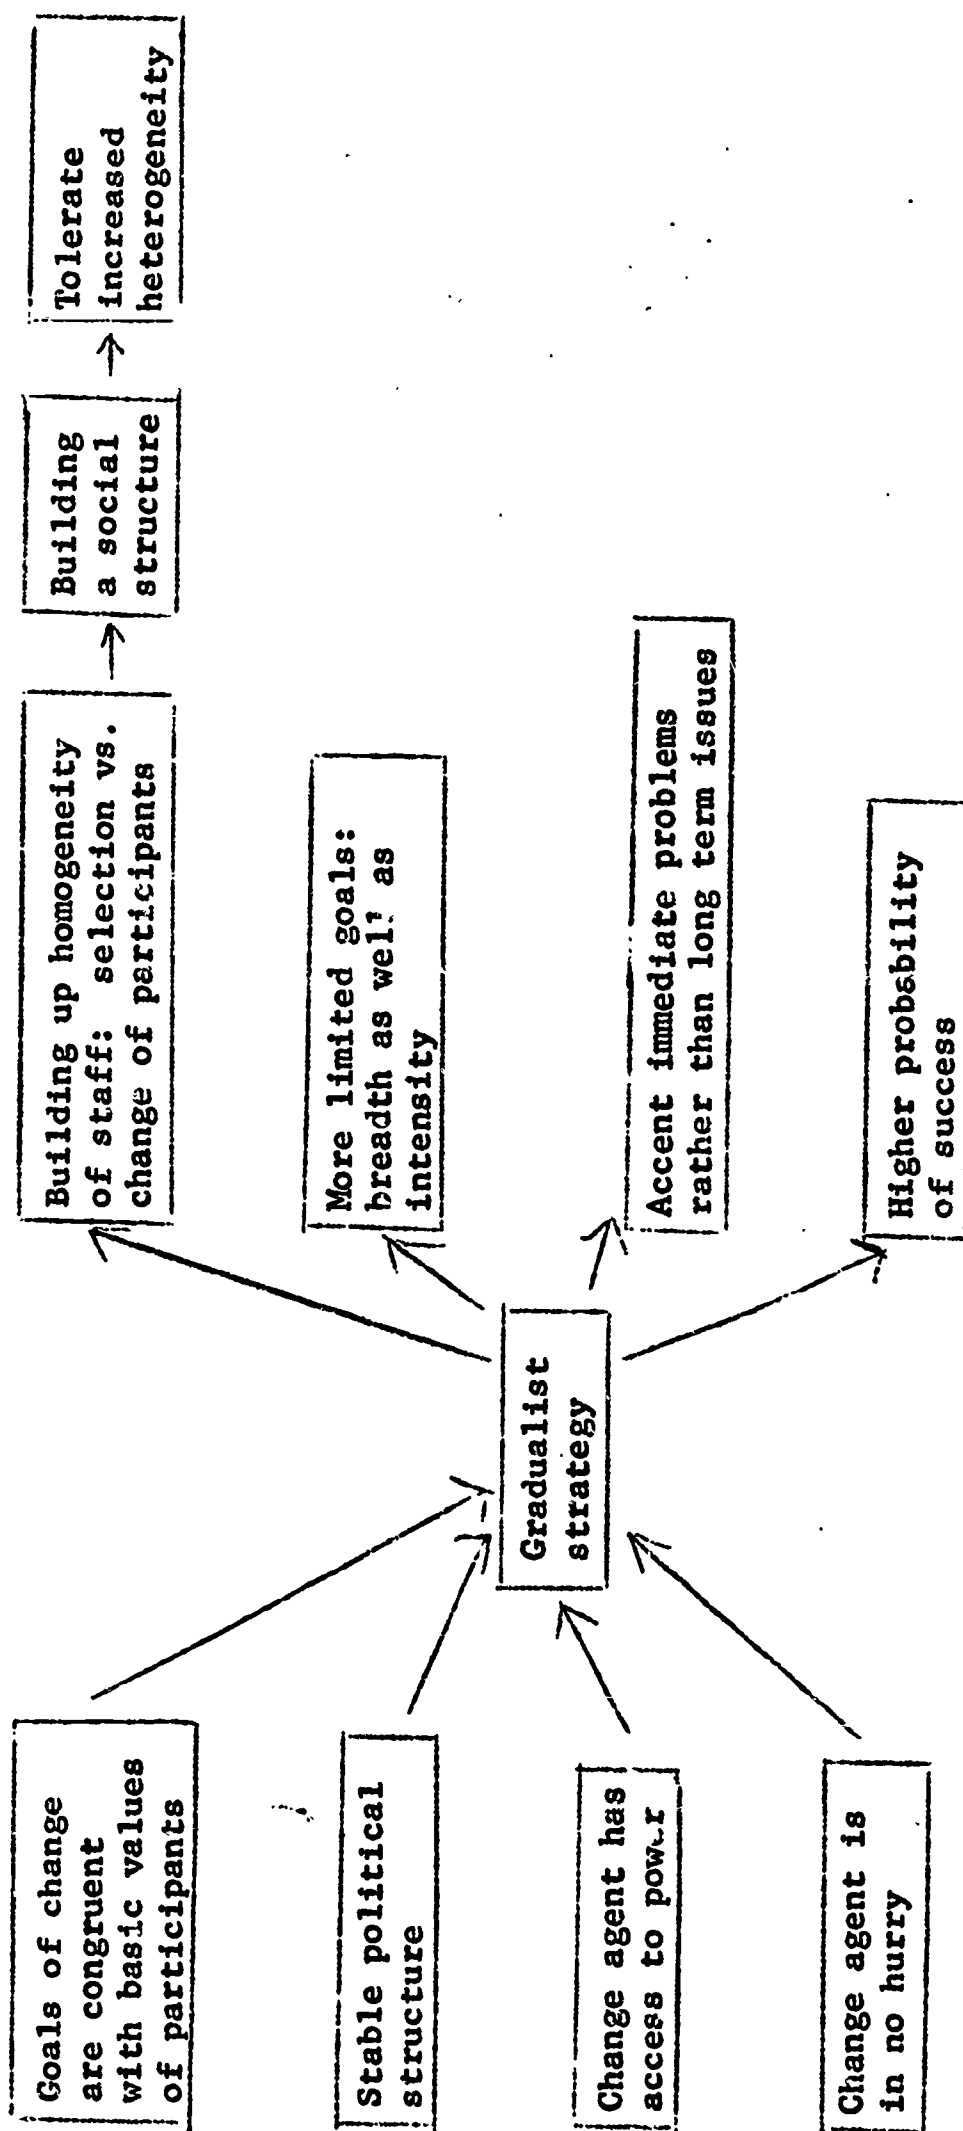 Goals of change
are congruent
with basic values
of participants
Stable political
structure
Change agent has
access to power
Change agent is
in no hurry
Gradualist
strategy
Building up homogeneity
of staff: selection vs.
change of participants
More limited goals:
breadth as well as
intensity
Accent immediate problems
rather than long term issues
Higher probability
of success
Building
a social
structure
Tolerate
increased
heterogeneity